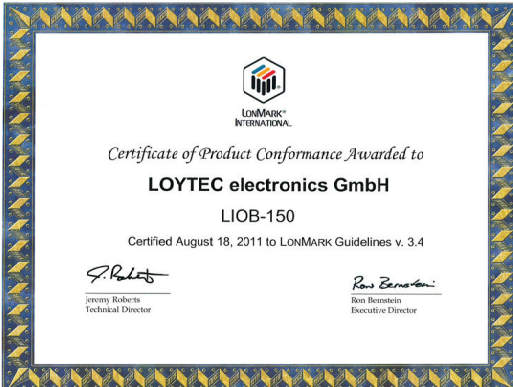 LONMARK®
INTERNATIONAL
Certificate of Product Conformance Awarded to
LOYTEC electronics GmbH
LIOB-150
Certified August 18, 2011 to LONMARK Guidelines v. 3.4
Jeremy Roberts
Technical Director
Ron Bernstein
Executive Director